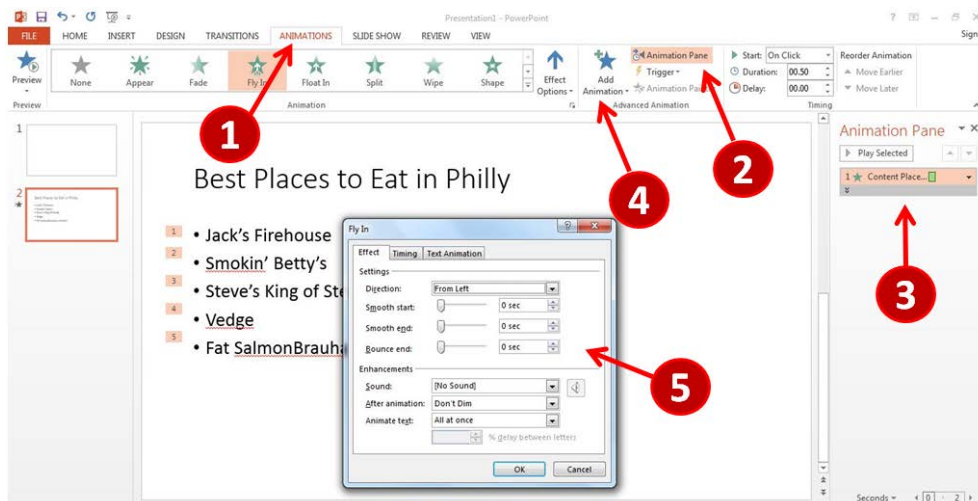 Presentation1 - PowerPoint
FILE HOME INSERT DESIGN TRANSITIONS ANIMATIONS SLIDE SHOW REVIEW VIEW Sign
Preview None Appear Fade Fly In Float In Split Wipe Shape Effect Options Add Animation Animation Pane Start: On Click Reorder Animation
Trigger Duration: 00.50 Move Earlier
Animation Delay: 00.00 Move Later
Preview Animation Advanced Animation Timing
1
2
4
1
2
Best Places to Eat in Philly
1 • Jack's Firehouse
2 • Smokin' Betty's
3 • Steve's King of Ste
4 • Vedge
5 • Fat SalmonBrauha
Fly In
Effect Timing Text Animation
Settings
Direction: From Left
Smooth start: 0 sec
Smooth end: 0 sec
Bounce end: 0 sec
Enhancements
Sound: [No Sound]
After animation: Don't Dim
Animate text: All at once
% delay between letters
OK Cancel
5
Animation Pane
Play Selected
1 Content Place...
3
Seconds 0 2